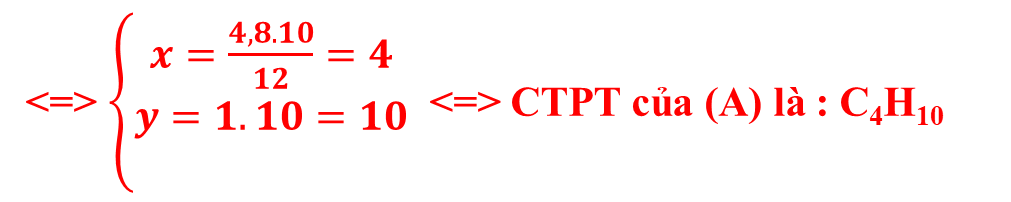 <=> { x = 4,8.10 / 12 = 4
y = 1.10 = 10 <=> CTPT của (A) là : C₄H₁₀